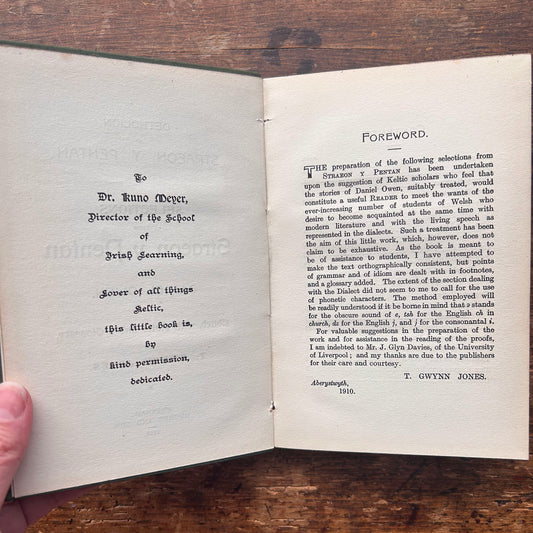 To
Dr. Kuno Meyer,
Director of the School
of
Irish Learning,
and
Lover of all things
Keltic,
this little book is,
by
kind permission,
dedicated.
FOREWORD.
THE preparation of the following selections from
STRAEON Y PENTAN has been undertaken
upon the suggestion of Keltic scholars who feel that
the stories of Daniel Owen, suitably treated, would
constitute a useful READER to meet the wants of the
ever-increasing number of students of Welsh who
desire to become acquainted at the same time with
modern literature and with the living speech as
represented in the dialects. Such a treatment has been
the aim of this little work, which, however, does not
claim to be exhaustive. As the book is meant to
be of assistance to students, I have attempted to
make the text orthographically consistent, but points
of grammar and of idiom are dealt with in footnotes,
and a glossary added. The extent of the section dealing
with the Dialect did not seem to me to call for the use
of phonetic characters. The method employed will
be readily understood if it be borne in mind that ə stands
for the obscure sound of e, tsh for the English ch in
church, ds for the English j, and j for the consonantal i.
For valuable suggestions in the preparation of the
work and for assistance in the reading of the proofs,
I am indebted to Mr. J. Glyn Davies, of the University
of Liverpool; and my thanks are due to the publishers
for their care and courtesy.
T. GWYNN JONES.
Aberystwyth,
1910.